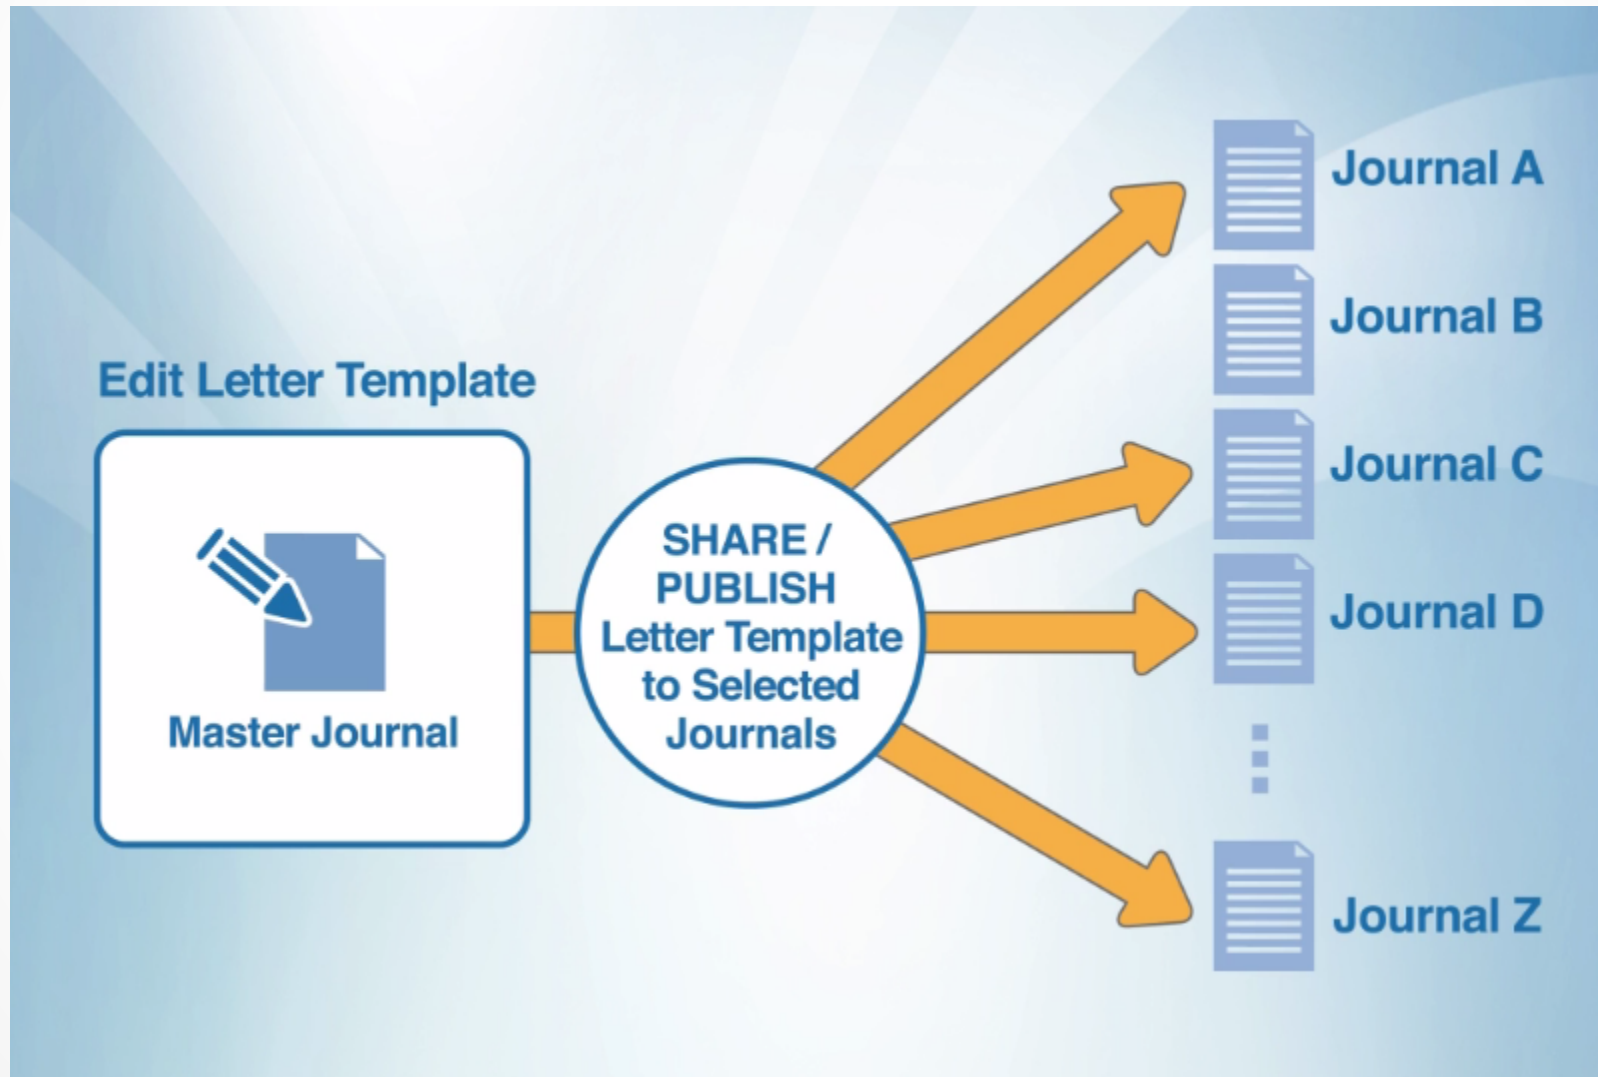 Edit Letter Template
Master Journal
SHARE /
PUBLISH
Letter Template
to Selected
Journals
Journal A
Journal B
Journal C
Journal D
Journal Z